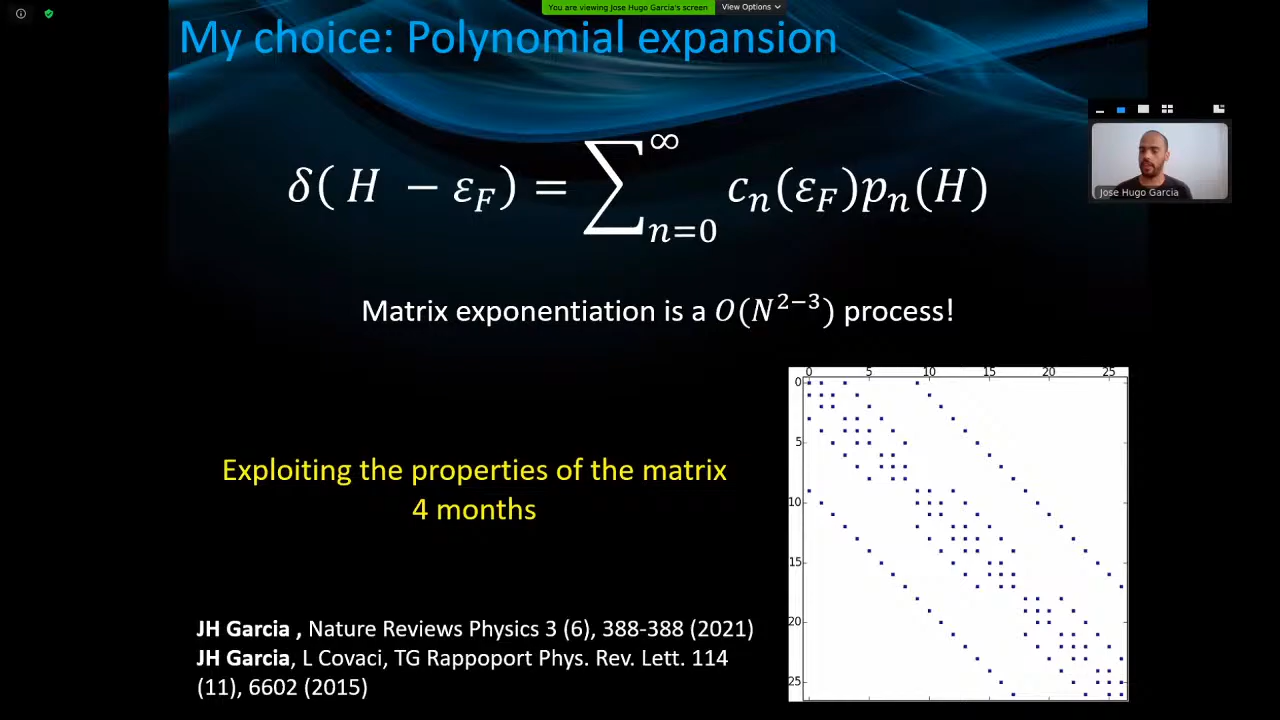 You are viewing Jose Hugo Garcia's screen
View Options
My choice: Polynomial expansion
δ( H − ε_F) = ∑_{n=0}^{∞} c_n(ε_F)p_n(H)
Jose Hugo Garcia
Matrix exponentiation is a O(N^{2−3}) process!
0 5 10 15 20 25
0
5
10
15
20
25
Exploiting the properties of the matrix
4 months
JH Garcia , Nature Reviews Physics 3 (6), 388-388 (2021)
JH Garcia, L Covaci, TG Rappoport Phys. Rev. Lett. 114
(11), 6602 (2015)